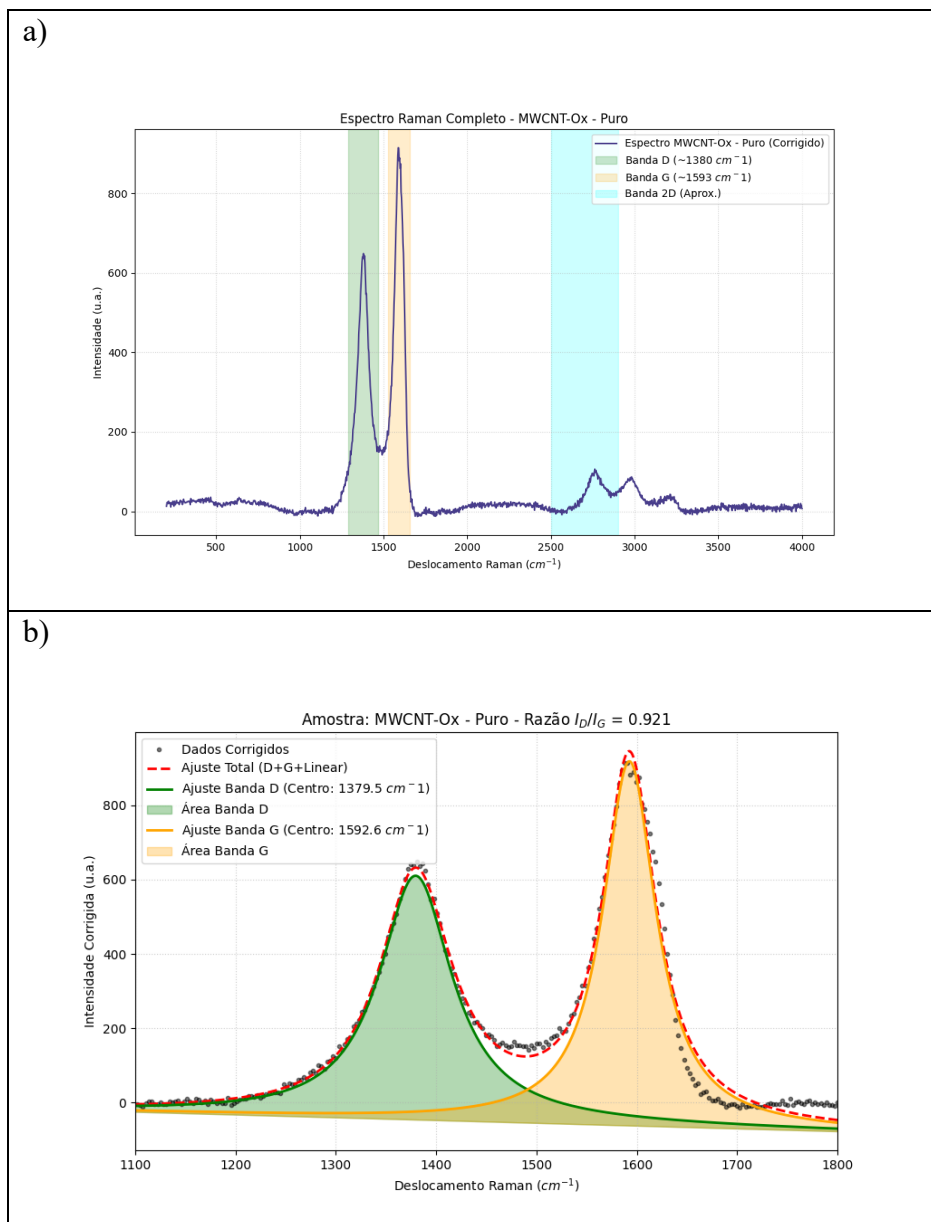 a)
Espectro Raman Completo - MWCNT-Ox - Puro
Espectro MWCNT-Ox - Puro (Corrigido)
Banda D (~1380 cm^−1)
Banda G (~1593 cm^−1)
Banda 2D (Aprox.)
Intensidade (u.a.)
800
600
400
200
0
500 1000 1500 2000 2500 3000 3500 4000
Deslocamento Raman (cm⁻¹)
b)
Amostra: MWCNT-Ox - Puro - Razão I_D/I_G = 0.921
Dados Corrigidos
Ajuste Total (D+G+Linear)
Ajuste Banda D (Centro: 1379.5 cm^−1)
Área Banda D
Ajuste Banda G (Centro: 1592.6 cm^−1)
Área Banda G
Intensidade Corrigida (u.a.)
800
600
400
200
0
1100 1200 1300 1400 1500 1600 1700 1800
Deslocamento Raman (cm⁻¹)